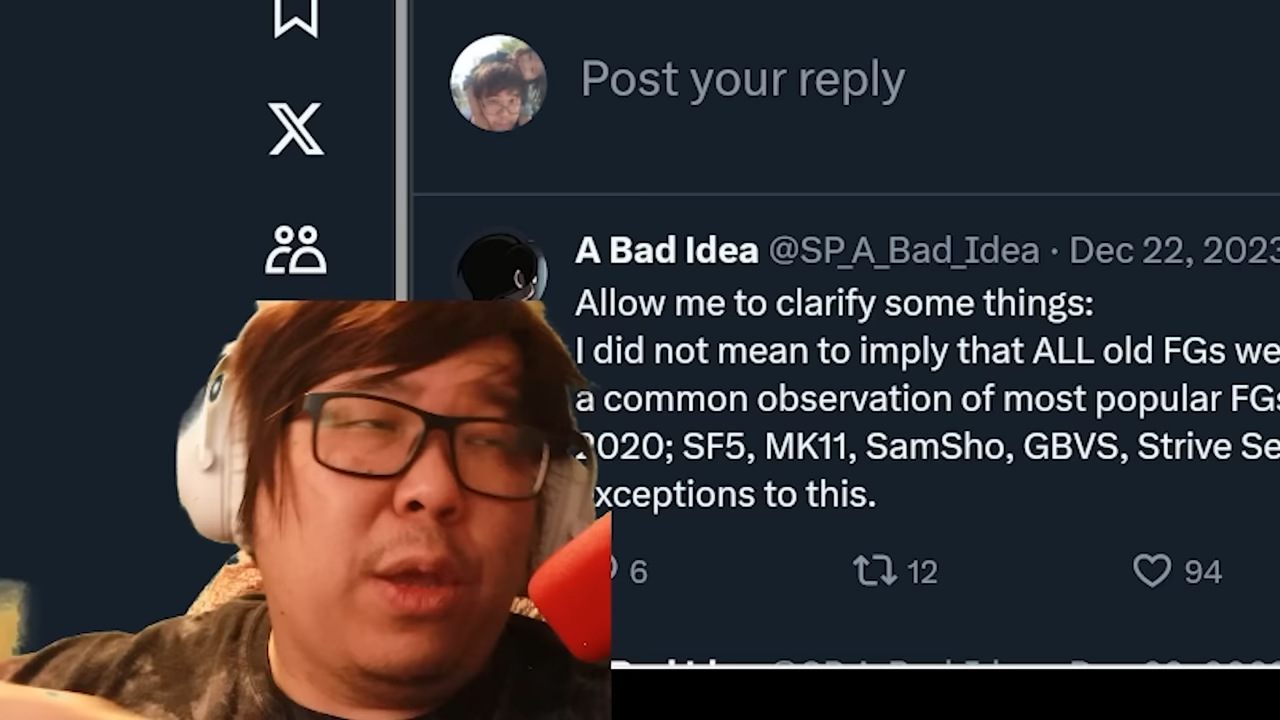 Post your reply
A Bad Idea @SP_A_Bad_Idea · Dec 22, 2023
Allow me to clarify some things:
I did not mean to imply that ALL old FGs we
a common observation of most popular FGs
2020; SF5, MK11, SamSho, GBVS, Strive Se
xceptions to this.
6 12 94